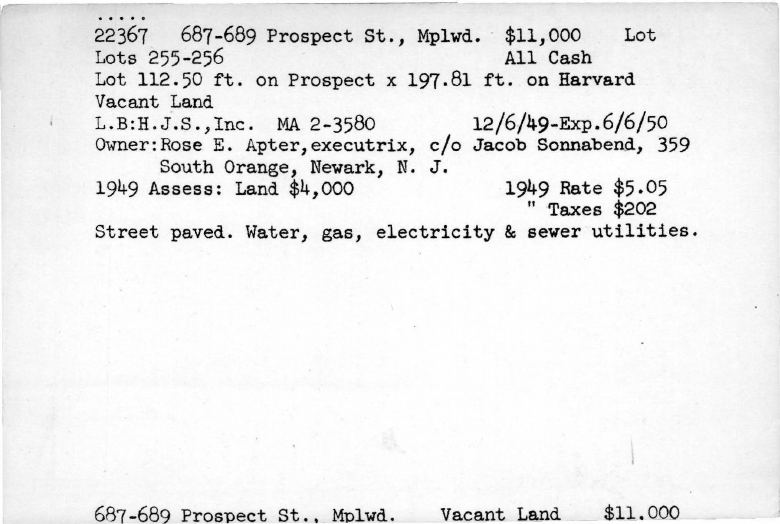 .....
22367   687-689 Prospect St., Mplwd.  $11,000    Lot
Lots 255-256                          All Cash
Lot 112.50 ft. on Prospect x 197.81 ft. on Harvard
Vacant Land
L.B:H.J.S.,Inc.  MA 2-3580         12/6/49-Exp.6/6/50
Owner:Rose E. Apter,executrix, c/o Jacob Sonnabend, 359
South Orange, Newark, N. J.
1949 Assess: Land $4,000              1949 Rate $5.05
" Taxes $202
Street paved. Water, gas, electricity & sewer utilities.
687-689 Prospect St., Mplwd.    Vacant Land    $11.000